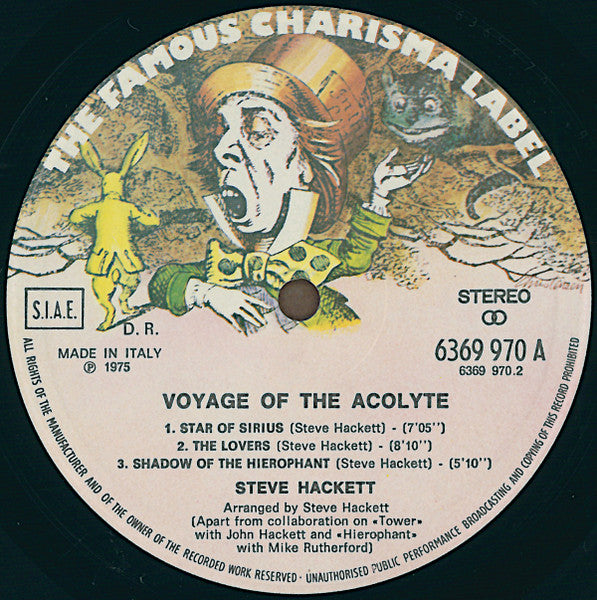 THE FAMOUS CHARISMA LABEL
S.I.A.E.
D. R.
MADE IN ITALY
℗ 1975
STEREO
6369 970 A
6369 970.2
VOYAGE OF THE ACOLYTE
1. STAR OF SIRIUS (Steve Hackett) - (7'05'')
2. THE LOVERS (Steve Hackett) - (8'10'')
3. SHADOW OF THE HIEROPHANT (Steve Hackett) - (5'10'')
STEVE HACKETT
Arranged by Steve Hackett
(Apart from collaboration on «Tower»
with John Hackett and «Hierophant»
with Mike Rutherford)
ALL RIGHTS OF THE MANUFACTURER AND OF THE OWNER OF THE RECORDED WORK RESERVED - UNAUTHORISED PUBLIC PERFORMANCE BROADCASTING AND COPYING OF THIS RECORD PROHIBITED